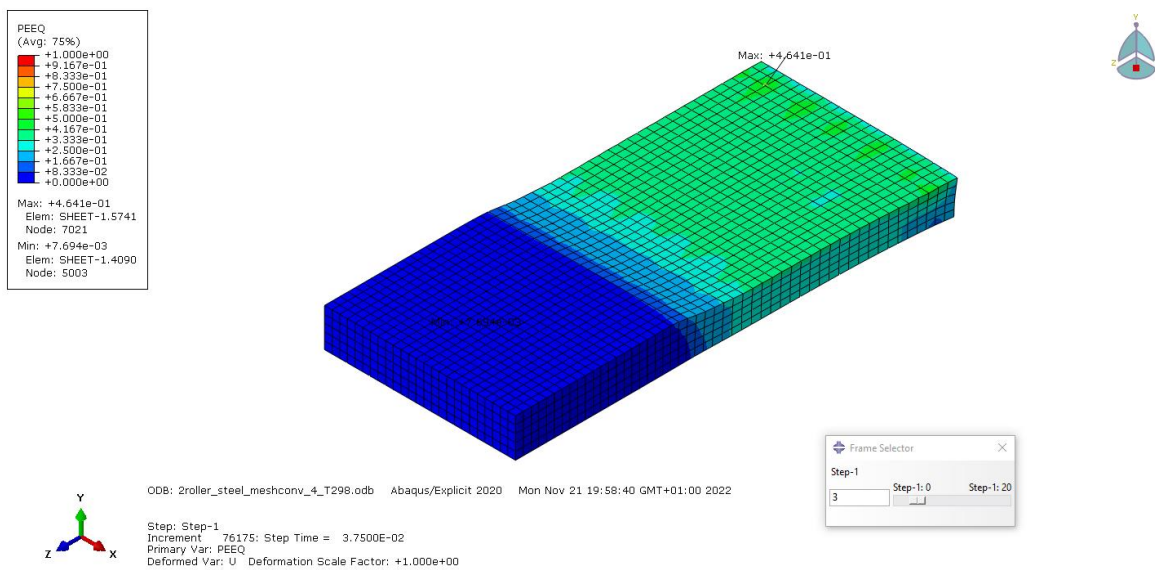 PEEQ
(Avg: 75%)
+1.000e+00
+9.167e-01
+8.333e-01
+7.500e-01
+6.667e-01
+5.833e-01
+5.000e-01
+4.167e-01
+3.333e-01
+2.500e-01
+1.667e-01
+8.333e-02
+0.000e+00
Max: +4.641e-01
Elem: SHEET-1.5741
Node: 7021
Min: +7.694e-03
Elem: SHEET-1.4090
Node: 5003
Max: +4.641e-01
Y
Z
Frame Selector
Step-1
Step-1: 0
Step-1: 20
3
ODB: 2roller_steel_meshconv_4_T298.odb Abaqus/Explicit 2020 Mon Nov 21 19:58:40 GMT+01:00 2022
Y
Z
X
Step: Step-1
Increment 76175: Step Time = 3.7500E-02
Primary Var: PEEQ
Deformed Var: U Deformation Scale Factor: +1.000e+00